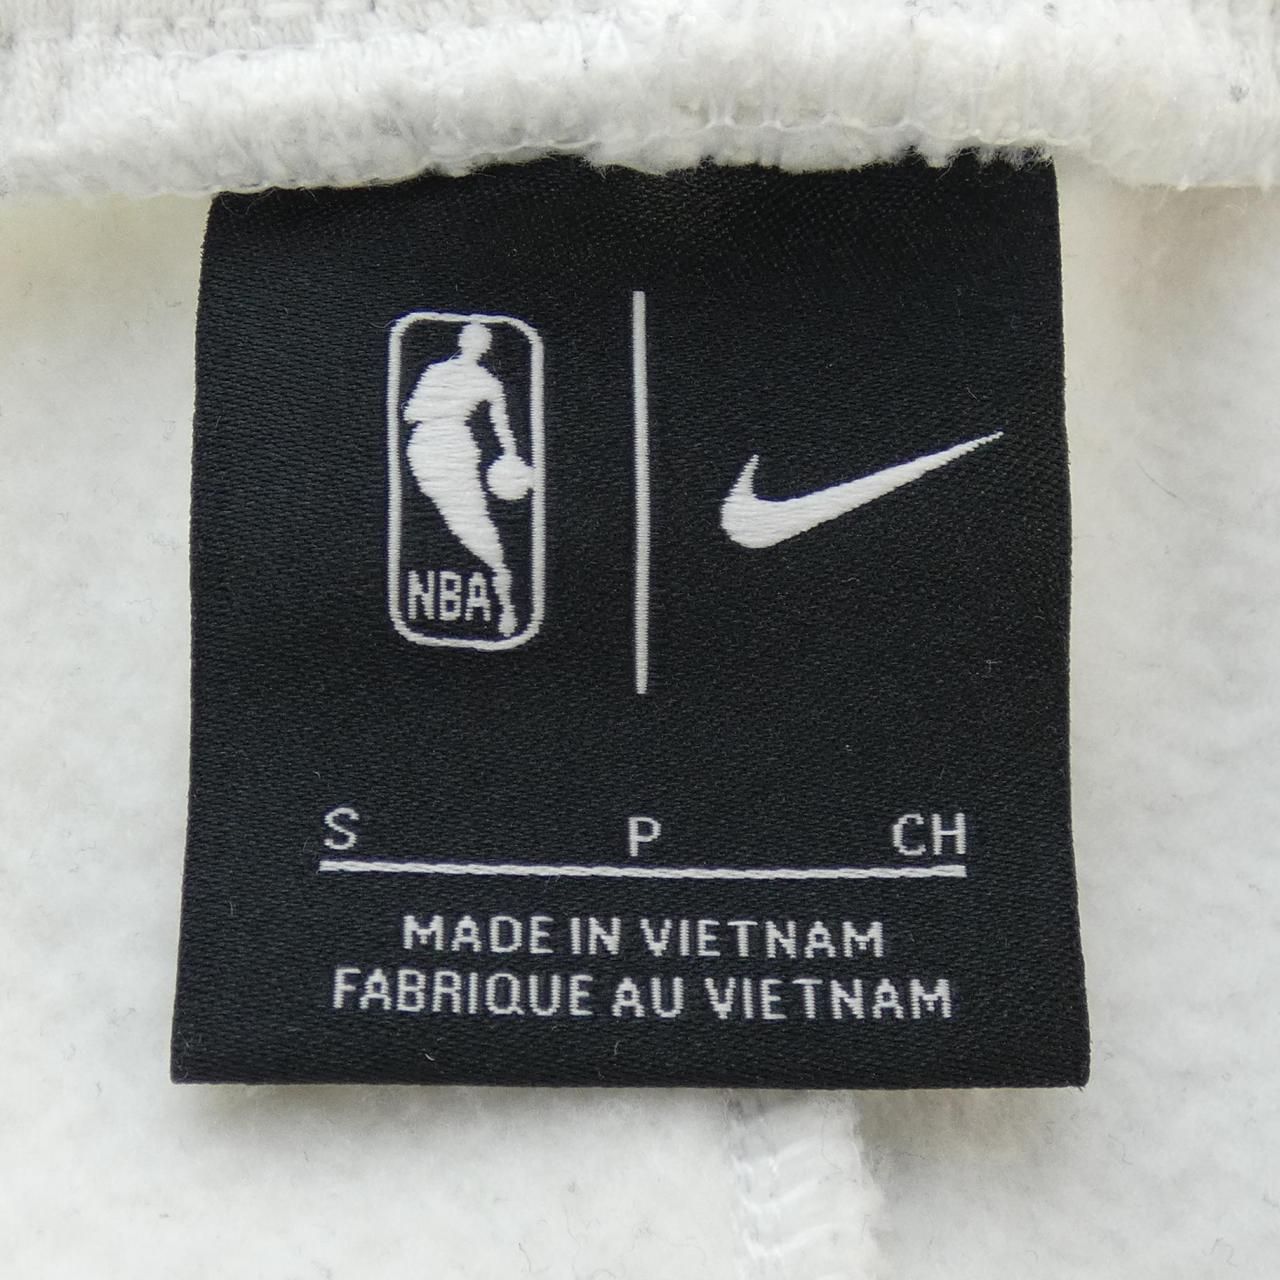 NBA
S P CH
MADE IN VIETNAM
FABRIQUE AU VIETNAM